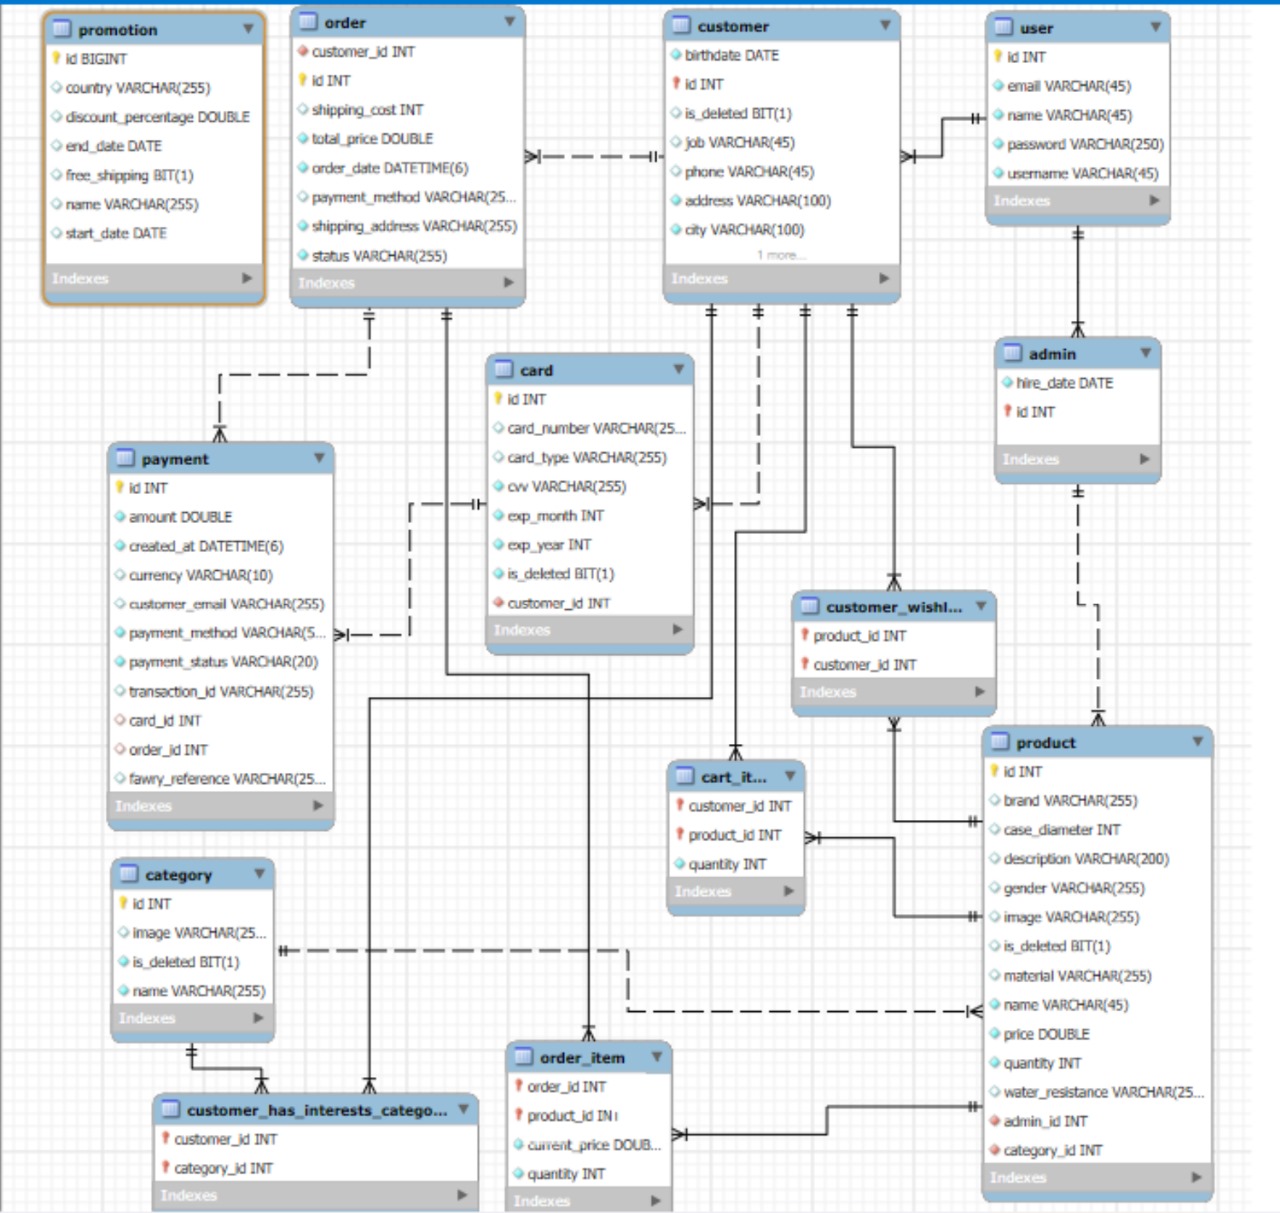 promotion
id BIGINT
country VARCHAR(255)
discount_percentage DOUBLE
end_date DATE
free_shipping BIT(1)
name VARCHAR(255)
start_date DATE
Indexes
order
customer_id INT
id INT
shipping_cost INT
total_price DOUBLE
order_date DATETIME(6)
payment_method VARCHAR(25...
shipping_address VARCHAR(255)
status VARCHAR(255)
Indexes
customer
birthdate DATE
id INT
is_deleted BIT(1)
job VARCHAR(45)
phone VARCHAR(45)
address VARCHAR(100)
city VARCHAR(100)
1 more...
Indexes
user
id INT
email VARCHAR(45)
name VARCHAR(45)
password VARCHAR(250)
username VARCHAR(45)
Indexes
admin
hire_date DATE
id INT
Indexes
card
id INT
card_number VARCHAR(25...
card_type VARCHAR(255)
cvv VARCHAR(255)
exp_month INT
exp_year INT
is_deleted BIT(1)
customer_id INT
Indexes
payment
id INT
amount DOUBLE
created_at DATETIME(6)
currency VARCHAR(10)
customer_email VARCHAR(255)
payment_method VARCHAR(5...
payment_status VARCHAR(20)
transaction_id VARCHAR(255)
card_id INT
order_id INT
fawry_reference VARCHAR(25...
Indexes
customer_wishl...
product_id INT
customer_id INT
Indexes
cart_it...
customer_id INT
product_id INT
quantity INT
Indexes
product
id INT
brand VARCHAR(255)
case_diameter INT
description VARCHAR(200)
gender VARCHAR(255)
image VARCHAR(255)
is_deleted BIT(1)
material VARCHAR(255)
name VARCHAR(45)
price DOUBLE
quantity INT
water_resistance VARCHAR(25...
admin_id INT
category_id INT
Indexes
category
id INT
image VARCHAR(25...
is_deleted BIT(1)
name VARCHAR(255)
Indexes
customer_has_interests_catego...
customer_id INT
category_id INT
Indexes
order_item
order_id INT
product_id INT
current_price DOUB...
quantity INT
Indexes